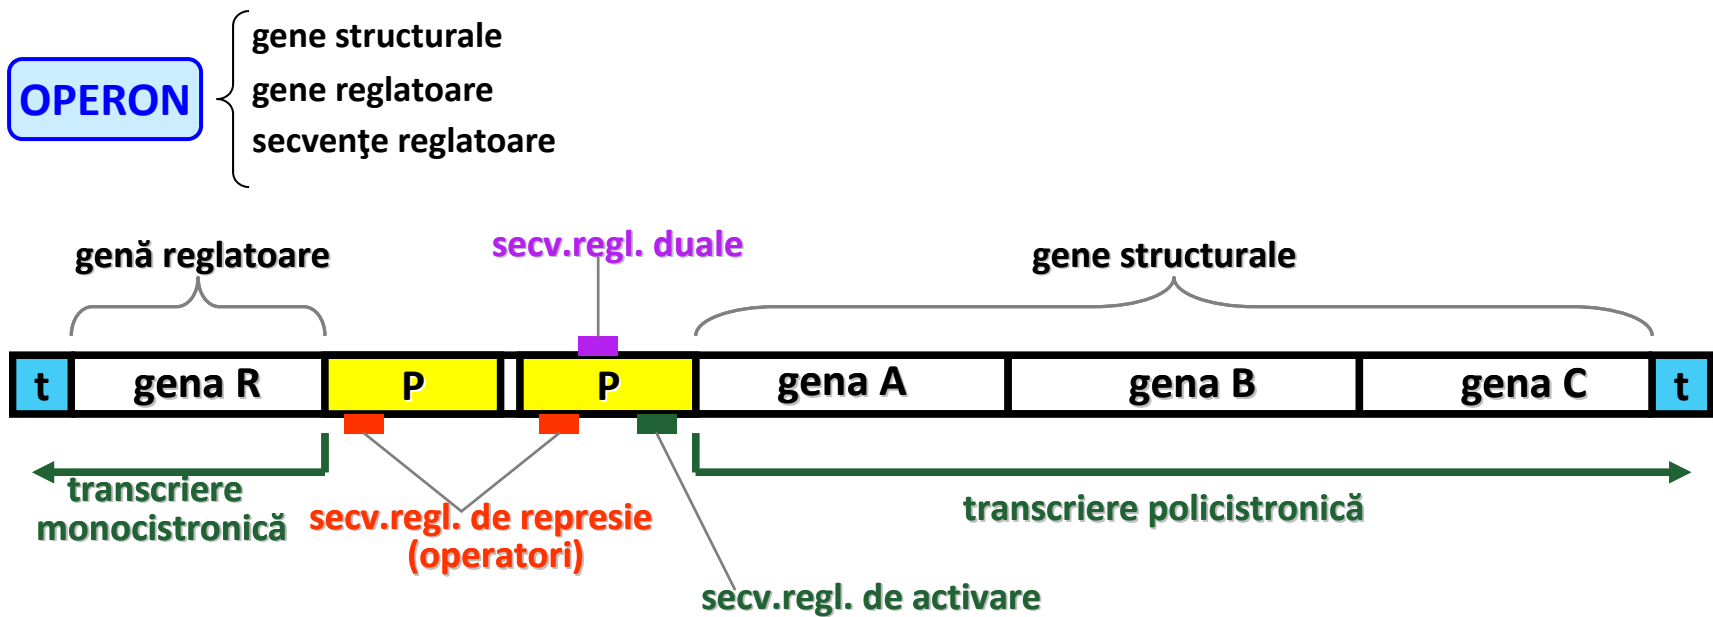 OPERON
gene structurale
gene reglatoare
secvenţe reglatoare
genă reglatoare
secv.regl. duale
gene structurale
t
gena R
P
P
gena A
gena B
gena C
t
transcriere
monocistronică
secv.regl. de represie
(operatori)
transcriere policistronică
secv.regl. de activare